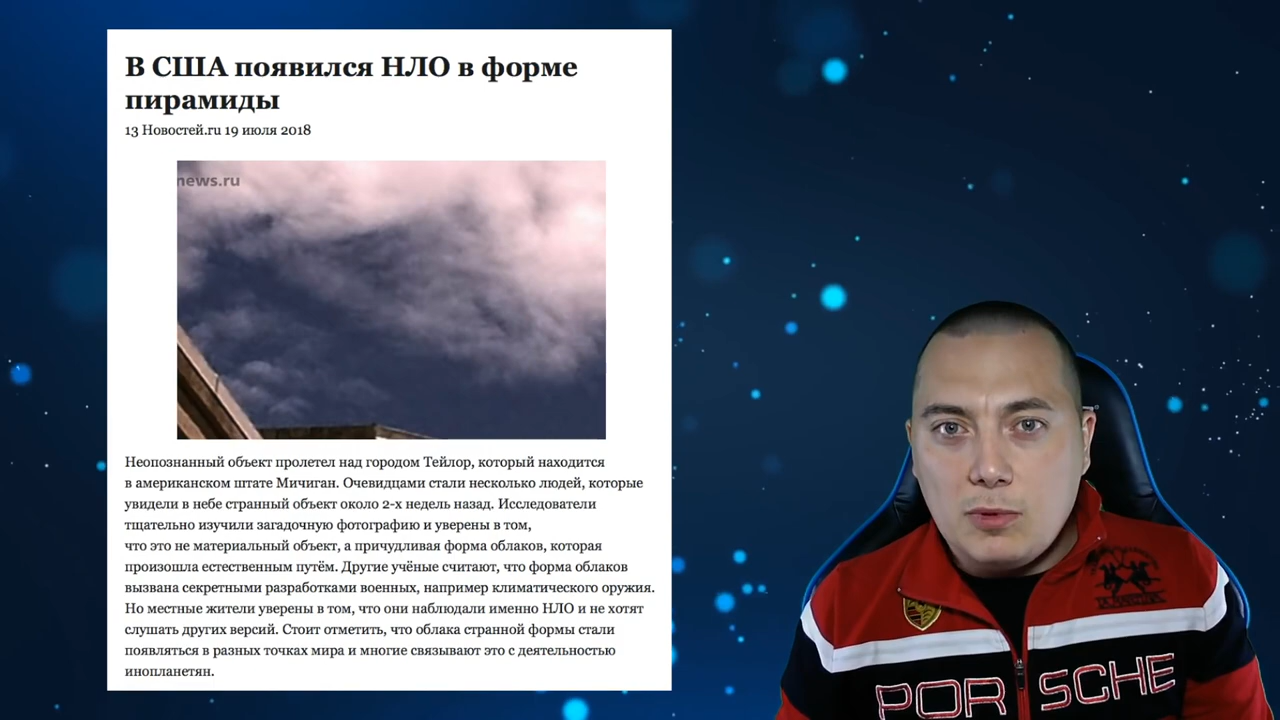 В США появился НЛО в форме
пирамиды
13 Новостей.ru 19 июля 2018
news.ru
Неопознанный объект пролетел над городом Тейлор, который находится
в американском штате Мичиган. Очевидцами стали несколько людей, которые
увидели в небе странный объект около 2-х недель назад. Исследователи
тщательно изучили загадочную фотографию и уверены в том,
что это не материальный объект, а причудливая форма облаков, которая
произошла естественным путём. Другие учёные считают, что форма облаков
вызвана секретными разработками военных, например климатического оружия.
Но местные жители уверены в том, что они наблюдали именно НЛО и не хотят
слушать других версий. Стоит отметить, что облака странной формы стали
появляться в разных точках мира и многие связывают это с деятельностью
инопланетян.
PORSCHE